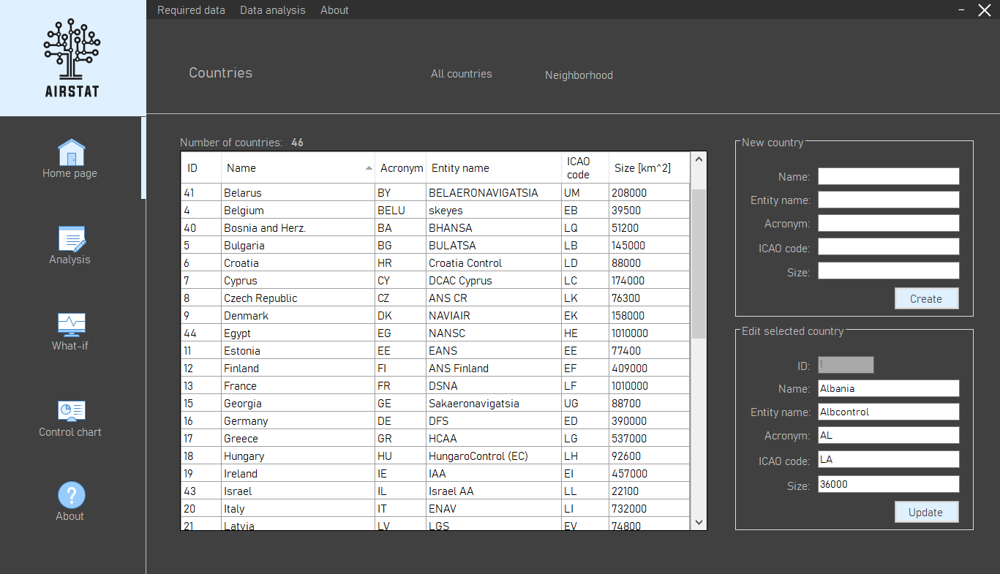 Required data Data analysis About
AIRSTAT
Countries All countries Neighborhood
Home page
Analysis
What-if
Control chart
About
Number of countries: 46
ID Name Acronym Entity name ICAO code Size [km^2]
41 Belarus BY BELAERONAVIGATSIA UM 208000
4 Belgium BELU skeyes EB 39500
40 Bosnia and Herz. BA BHANSA LQ 51200
5 Bulgaria BG BULATSA LB 145000
6 Croatia HR Croatia Control LD 88000
7 Cyprus CY DCAC Cyprus LC 174000
8 Czech Republic CZ ANS CR LK 76300
9 Denmark DK NAVIAIR EK 158000
44 Egypt EG NANSC HE 1010000
11 Estonia EE EANS EE 77400
12 Finland FI ANS Finland EF 409000
13 France FR DSNA LF 1010000
15 Georgia GE Sakaeronavigatsia UG 88700
16 Germany DE DFS ED 390000
17 Greece GR HCAA LG 537000
18 Hungary HU HungaroControl (EC) LH 92600
19 Ireland IE IAA EI 457000
43 Israel IL Israel AA LL 22100
20 Italy IT ENAV LI 732000
21 Latvia LV LGS EV 74800
New country
Name:
Entity name:
Acronym:
ICAO code:
Size:
Create
Edit selected country
ID: 1
Name: Albania
Entity name: Albcontrol
Acronym: AL
ICAO code: LA
Size: 36000
Update